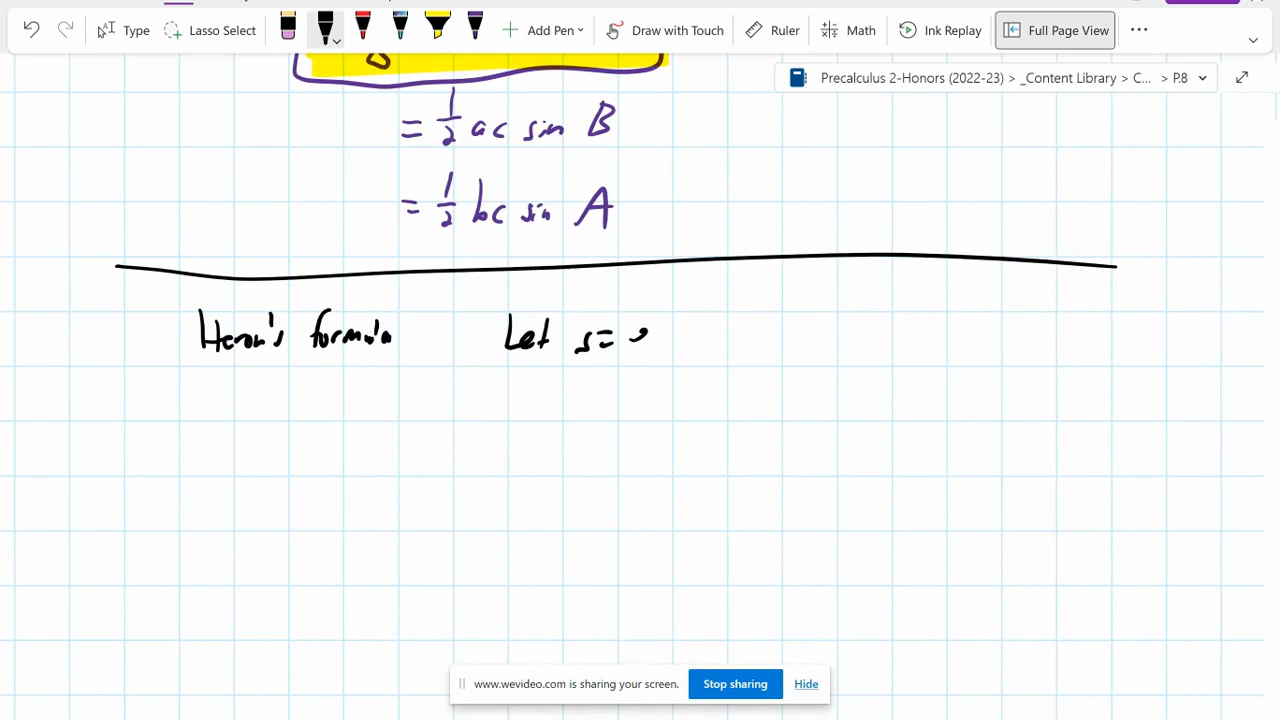 Type Lasso Select Add Pen Draw with Touch Ruler Math Ink Replay Full Page View
Precalculus 2-Honors (2022-23) > _Content Library > C... > P.8
= 1/2 ac sin B
= 1/2 bc sin A
Heron's formula Let s=
www.wevideo.com is sharing your screen. Stop sharing Hide